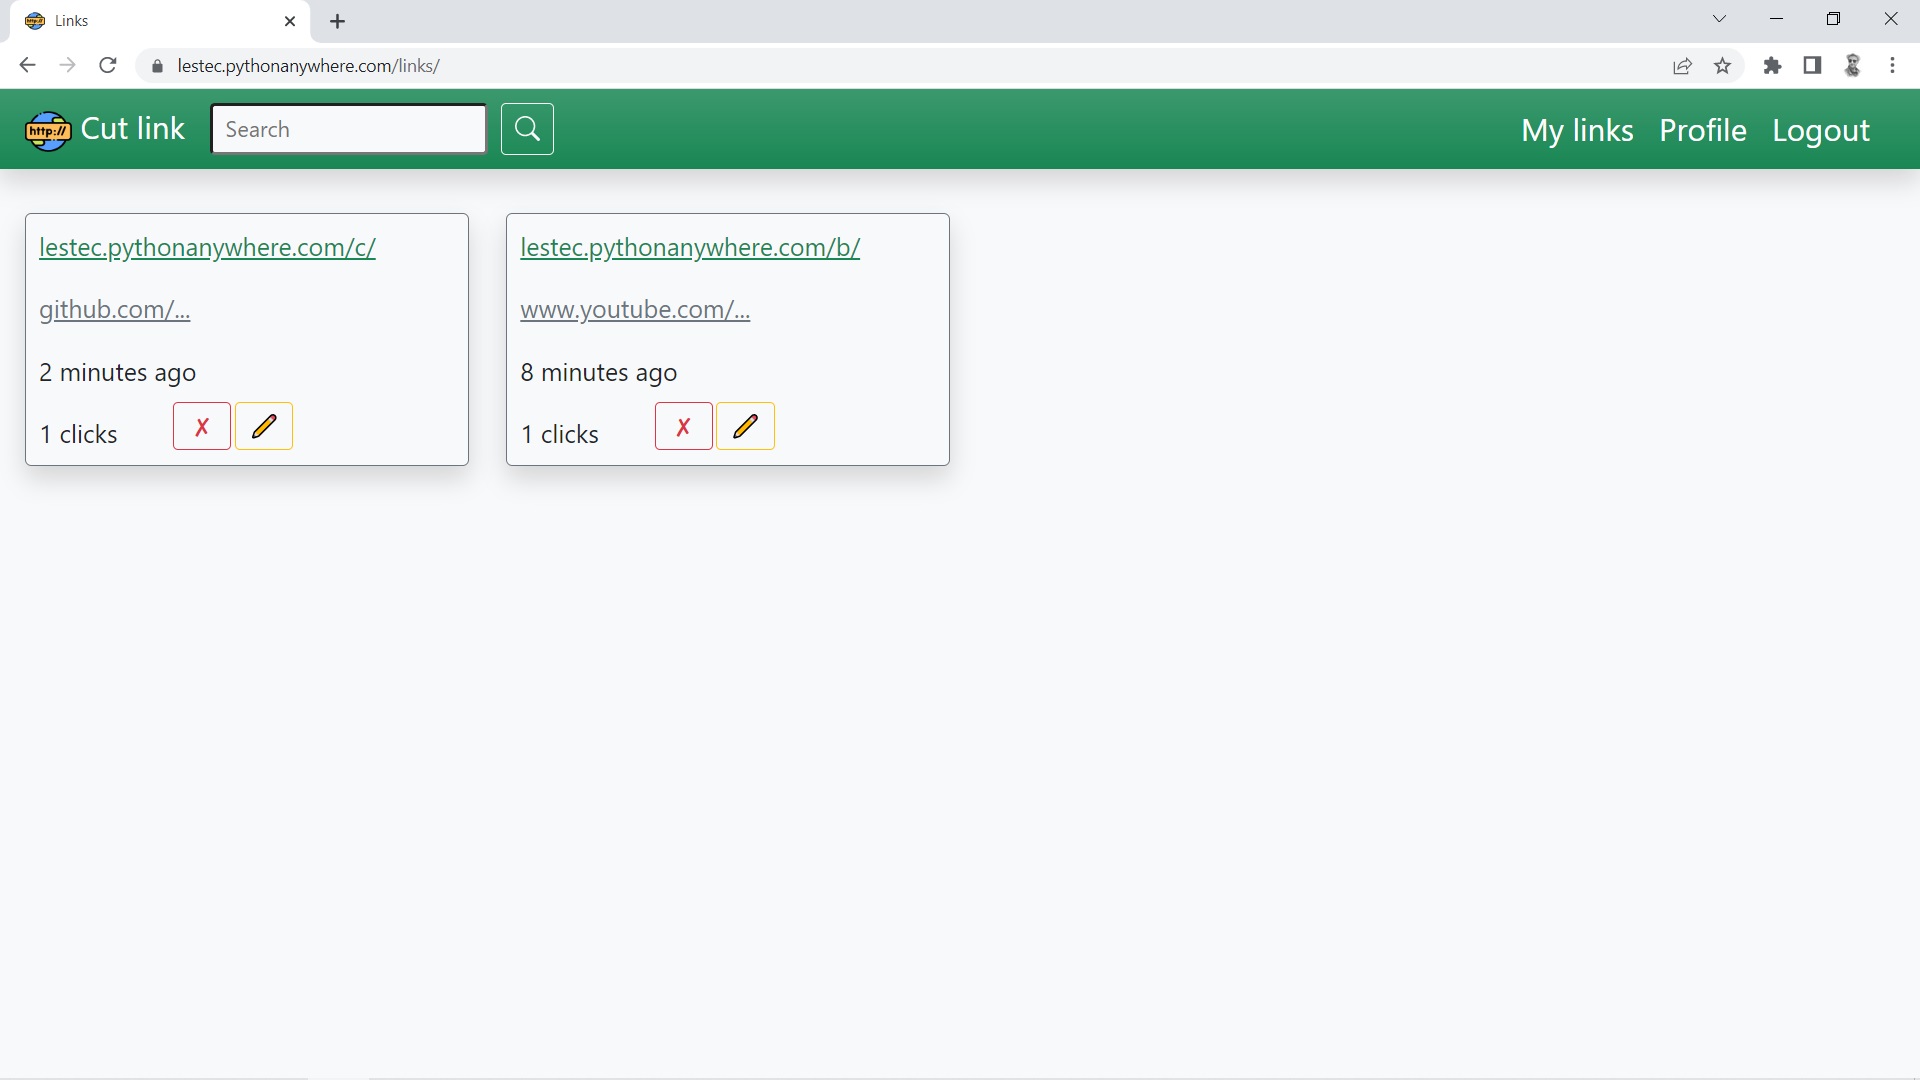 Links
lestec.pythonanywhere.com/links/
http://
Cut link
Search
My links
Profile
Logout
lestec.pythonanywhere.com/c/
github.com/...
2 minutes ago
1 clicks
✗
lestec.pythonanywhere.com/b/
www.youtube.com/...
8 minutes ago
1 clicks
✗